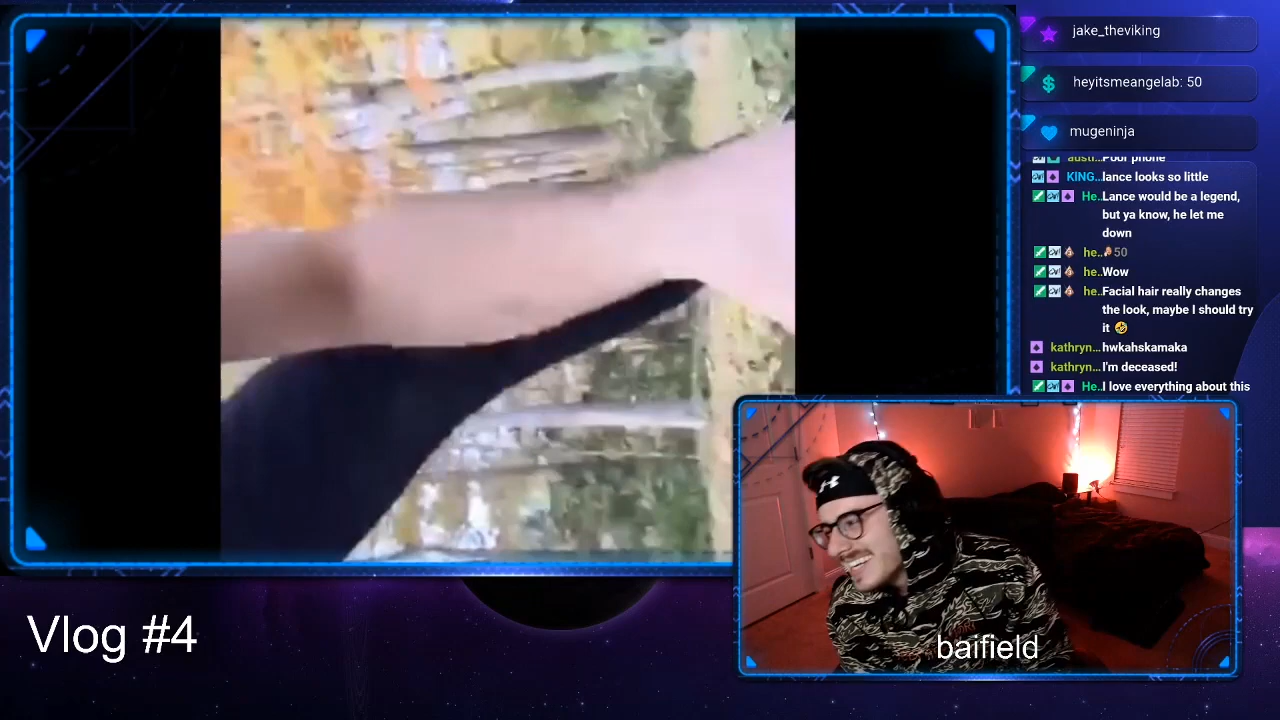 jake_theviking
heyitsmeangelab: 50
mugeninja
austi... Poor phone
KING... lance looks so little
He.. Lance would be a legend,
but ya know, he let me
down
he.. 50
he.. Wow
he.. Facial hair really changes
the look, maybe I should try
it 🤣
kathryn... hwkahskamaka
kathryn... I'm deceased!
He.. I love everything about this
Vlog #4
baifield